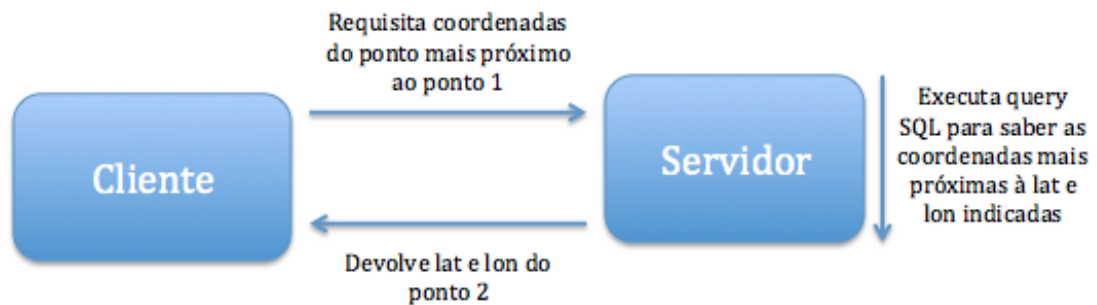 Requisita coordenadas
do ponto mais próximo
ao ponto 1
Cliente
Servidor
Executa query
SQL para saber as
coordenadas mais
próximas à lat e
lon indicadas
Devolve lat e lon do
ponto 2